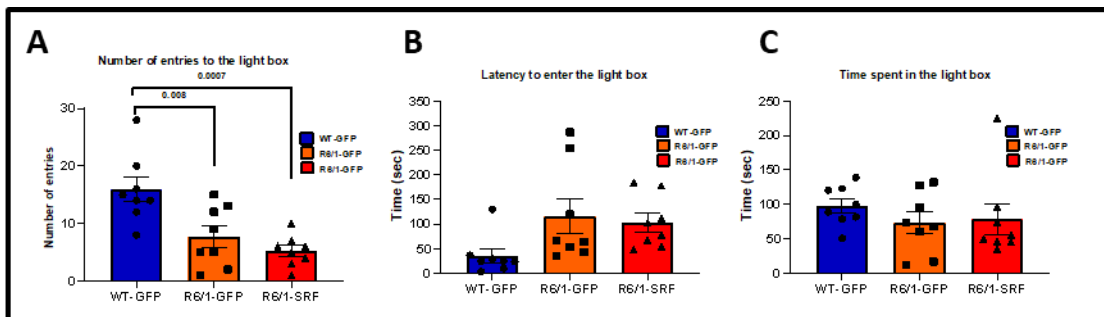 A
Number of entries to the light box
0.0007
0.008
30
20
10
0
Number of entries
WT-GFP
R6/1-GFP
R6/1-GFP
WT-GFP
R6/1-GFP
R6/1-SRF
B
Latency to enter the light box
350
300
250
200
150
100
50
0
Time (sec)
WT-GFP
R6/1-GFP
R6/1-GFP
WT-GFP
R6/1-GFP
R6/1-SRF
C
Time spent in the light box
250
200
150
100
50
0
Time (sec)
WT-GFP
R6/1-GFP
R6/1-GFP
WT-GFP
R6/1-GFP
R6/1-SRF